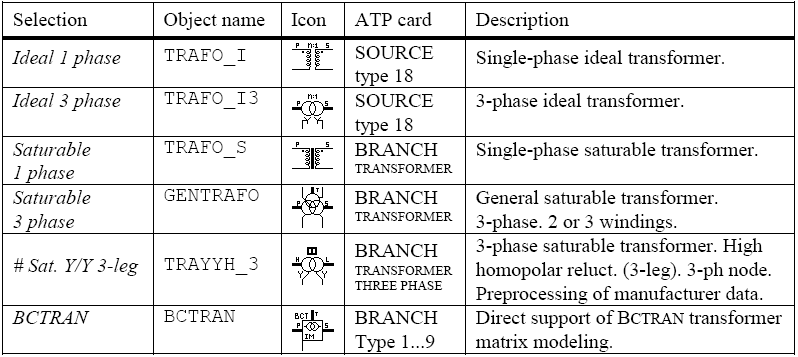 Selection Object name Icon ATP card Description
Ideal 1 phase TRAFO_I P n:1 S SOURCE Single-phase ideal transformer.
type 18
Ideal 3 phase TRAFO_I3 n:1 P S SOURCE 3-phase ideal transformer.
type 18
Saturable TRAFO_S P S BRANCH Single-phase saturable transformer.
1 phase TRANSFORMER
Saturable GENTRAFO T P S BRANCH General saturable transformer.
3 phase TRANSFORMER 3-phase. 2 or 3 windings.
# Sat. Y/Y 3-leg TRAYYH_3 H L BRANCH 3-phase saturable transformer. High
TRANSFORMER homopolar reluct. (3-leg). 3-ph node.
THREE PHASE Preprocessing of manufacturer data.
BCTRAN BCTRAN BCT T P S IM BRANCH Direct support of BCTRAN transformer
Type 1...9 matrix modeling.